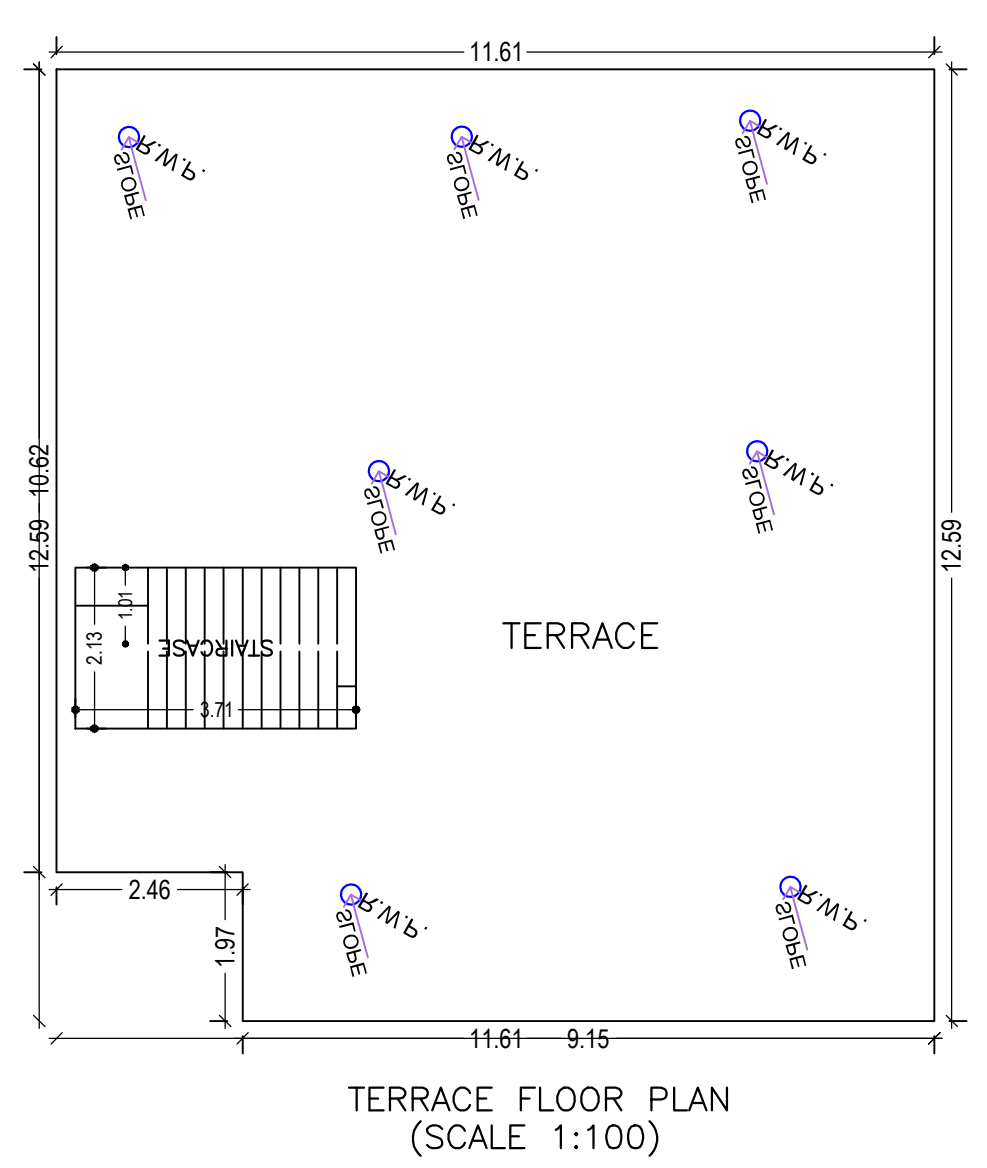 11.61
R.W.P.
SLOPE
R.W.P.
SLOPE
R.W.P.
SLOPE
10.62
12.59
12.59
R.W.P.
SLOPE
R.W.P.
SLOPE
1.01
2.13
STAIRCASE
3.71
TERRACE
2.46
1.97
R.W.P.
SLOPE
R.W.P.
SLOPE
11.61 9.15
TERRACE FLOOR PLAN
(SCALE 1:100)